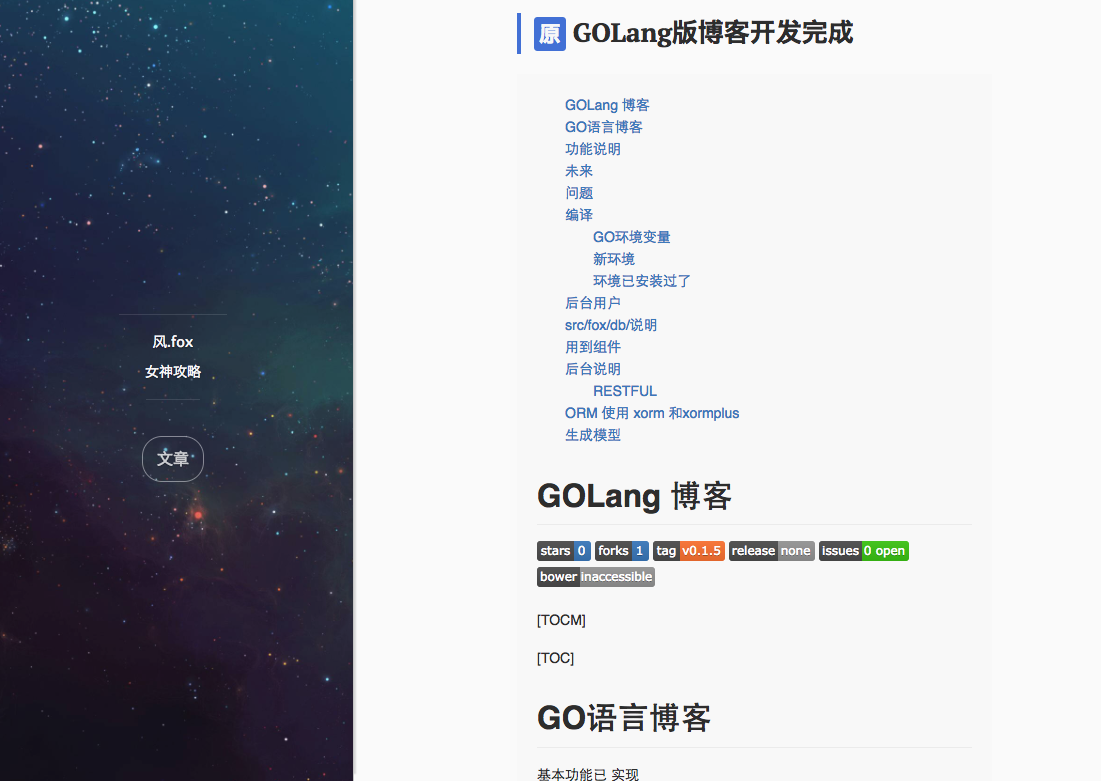 风.fox
女神攻略
文章
原 GOLang版博客开发完成
GOLang 博客
GO语言博客
功能说明
未来
问题
编译
GO环境变量
新环境
环境已安装过了
后台用户
src/fox/db/说明
用到组件
后台说明
RESTFUL
ORM 使用 xorm 和xormplus
生成模型
GOLang 博客
stars 0 forks 1 tag v0.1.5 release none issues 0 open
bower inaccessible
[TOCM]
[TOC]
GO语言博客
基本功能已 实现